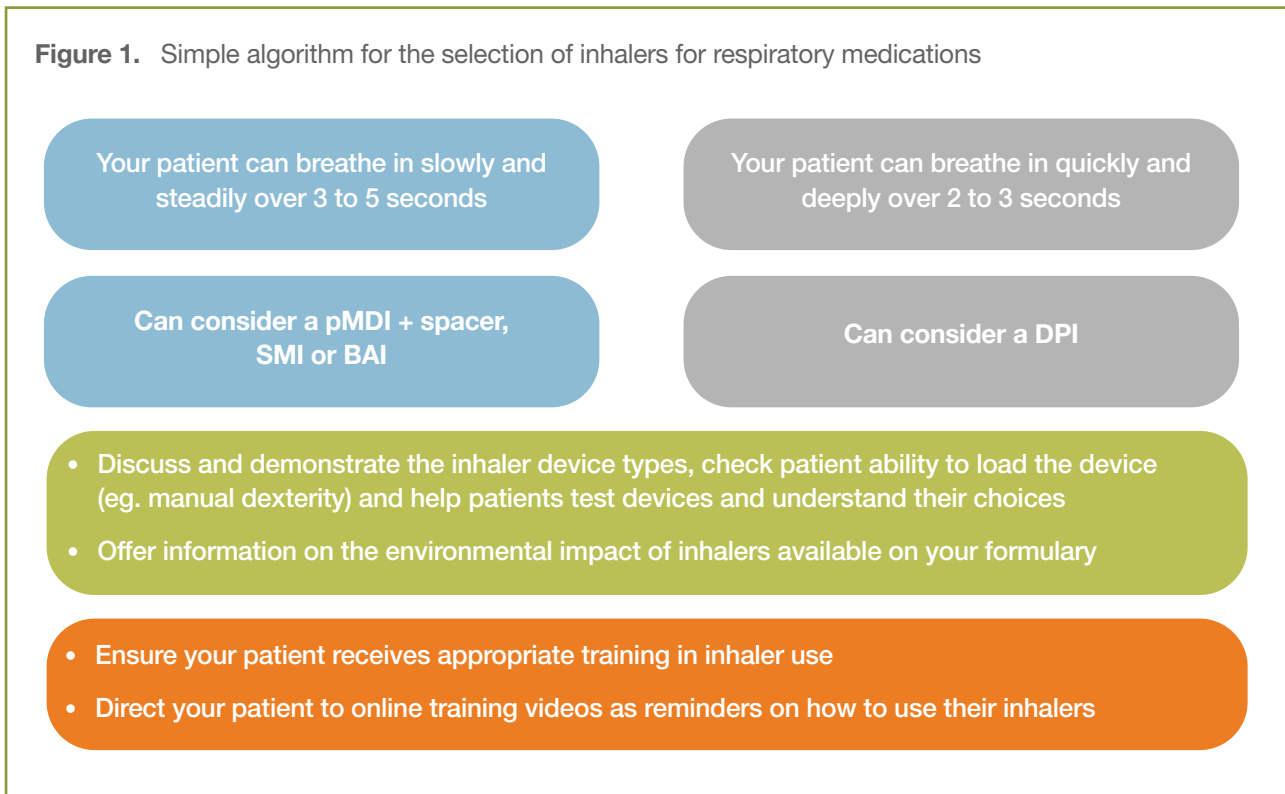 Figure 1. Simple algorithm for the selection of inhalers for respiratory medications
Your patient can breathe in slowly and
steadily over 3 to 5 seconds
Your patient can breathe in quickly and
deeply over 2 to 3 seconds
Can consider a pMDI + spacer,
SMI or BAI
Can consider a DPI
• Discuss and demonstrate the inhaler device types, check patient ability to load the device
(eg. manual dexterity) and help patients test devices and understand their choices
• Offer information on the environmental impact of inhalers available on your formulary
• Ensure your patient receives appropriate training in inhaler use
• Direct your patient to online training videos as reminders on how to use their inhalers